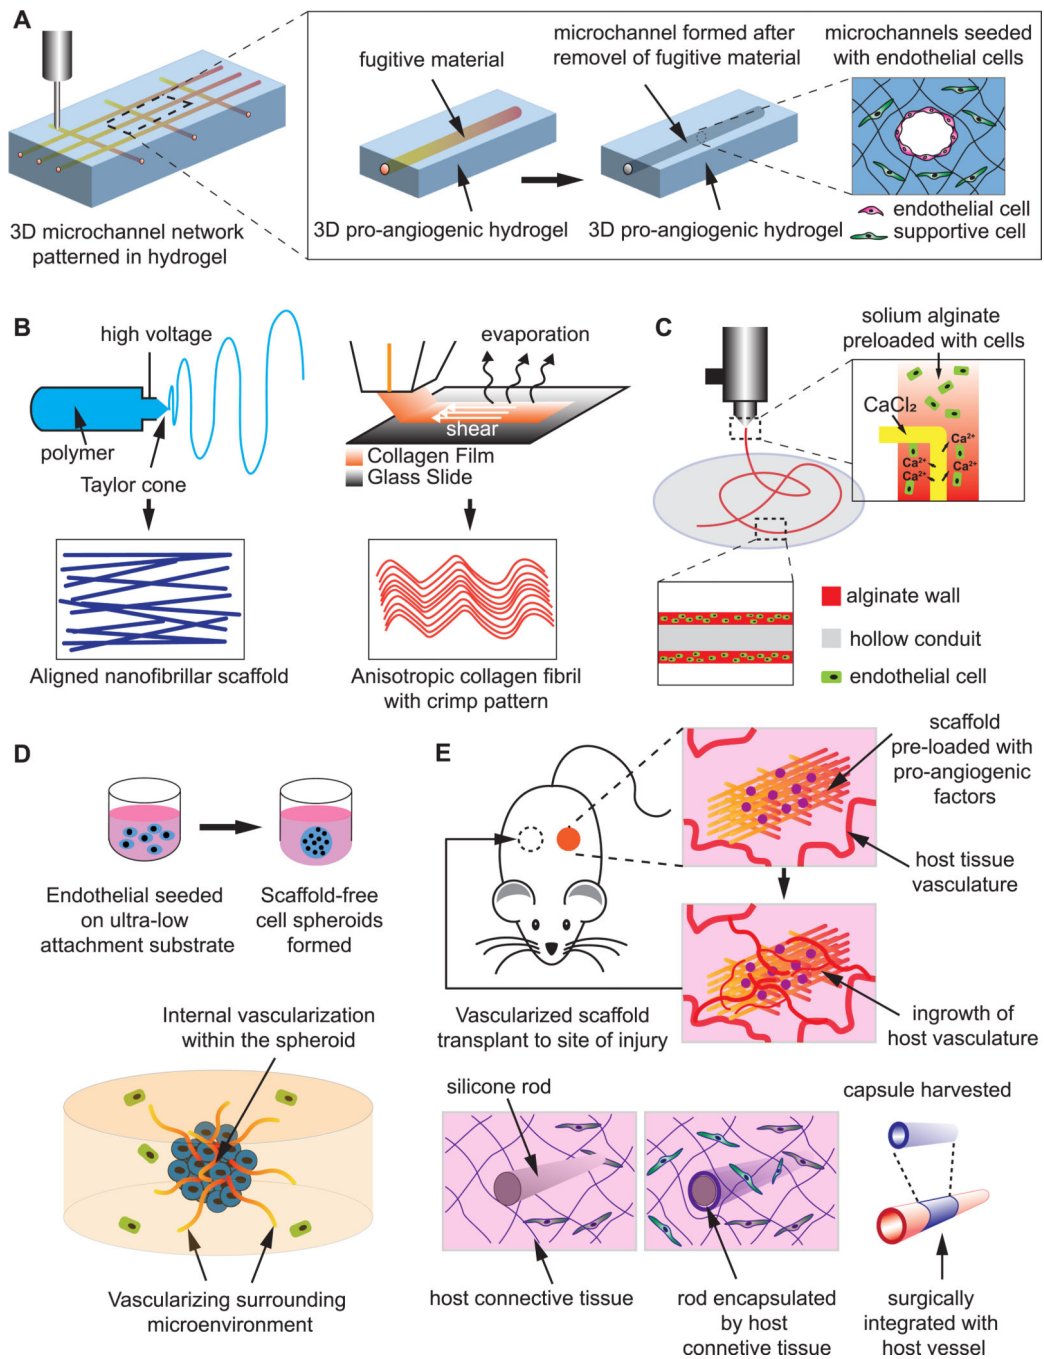 A
fugitive material
microchannel formed after
removel of fugitive material
microchannels seeded
with endothelial cells
3D microchannel network
patterned in hydrogel
3D pro-angiogenic hydrogel
3D pro-angiogenic hydrogel
endothelial cell
supportive cell
B
high voltage
polymer
Taylor cone
Aligned nanofibrillar scaffold
evaporation
shear
Collagen Film
Glass Slide
Anisotropic collagen fibril
with crimp pattern
C
solium alginate
preloaded with cells
CaCl₂
Ca²⁺
Ca²⁺
Ca²⁺
Ca²⁺
alginate wall
hollow conduit
endothelial cell
D
Endothelial seeded
on ultra-low
attachment substrate
Scaffold-free
cell spheroids
formed
Internal vascularization
within the spheroid
Vascularizing surrounding
microenvironment
E
scaffold
pre-loaded with
pro-angiogenic
factors
host tissue
vasculature
Vascularized scaffold
transplant to site of injury
ingrowth of
host vasculature
silicone rod
capsule harvested
host connective tissue
rod encapsulated
by host
connetive tissue
surgically
integrated with
host vessel